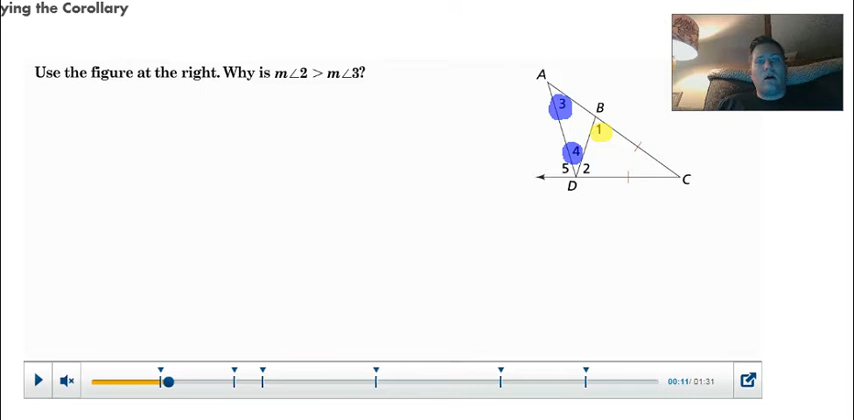 ying the Corollary
Use the figure at the right. Why is m∠2 > m∠3?
A
3
B
1
4
5 2
C
D
00:11/ 01:31